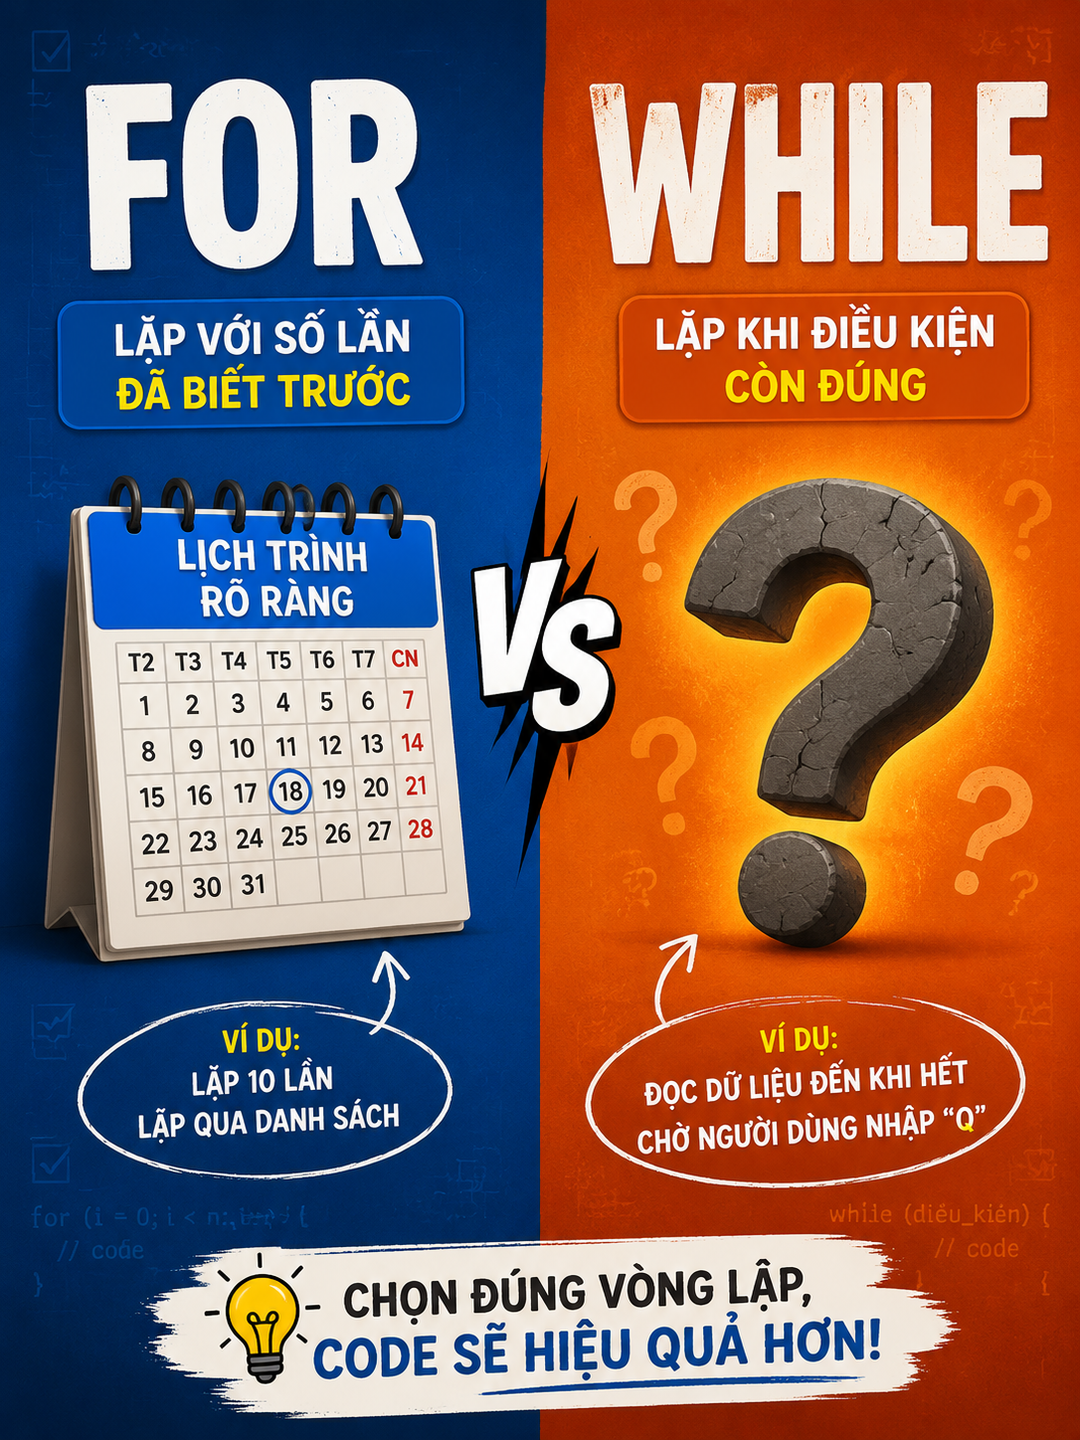 FOR
LẶP VỚI SỐ LẦN
ĐÃ BIẾT TRƯỚC
LỊCH TRÌNH
RÕ RÀNG
T2 T3 T4 T5 T6 T7 CN
1 2 3 4 5 6 7
8 9 10 11 12 13 14
15 16 17 18 19 20 21
22 23 24 25 26 27 28
29 30 31
VÍ DỤ:
LẶP 10 LẦN
LẶP QUA DANH SÁCH
for (i = 0; i < n;
// code
}
VS
WHILE
LẶP KHI ĐIỀU KIỆN
CÒN ĐÚNG
?
VÍ DỤ:
ĐỌC DỮ LIỆU ĐẾN KHI HẾT
CHỜ NGƯỜI DÙNG NHẬP “Q”
while (điều_kiện) {
// code
{
CHỌN ĐÚNG VÒNG LẬP,
CODE SẼ HIỆU QUẢ HƠN!